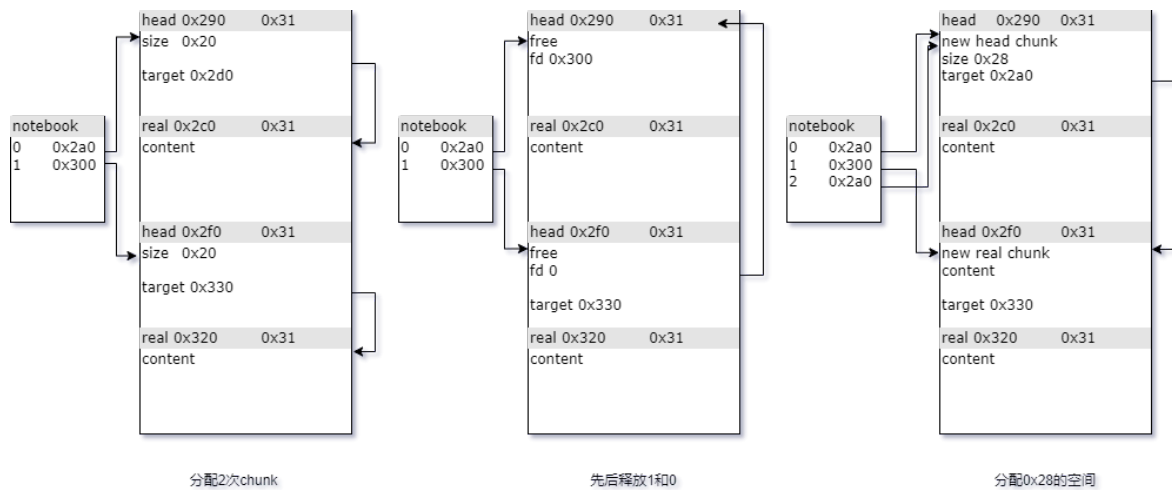 notebook
0 0x2a0
1 0x300
head 0x290 0x31
size 0x20
target 0x2d0
real 0x2c0 0x31
content
head 0x2f0 0x31
size 0x20
target 0x330
real 0x320 0x31
content
分配2次chunk
notebook
0 0x2a0
1 0x300
head 0x290 0x31
free
fd 0x300
real 0x2c0 0x31
content
head 0x2f0 0x31
free
fd 0
target 0x330
real 0x320 0x31
content
先后释放1和0
notebook
0 0x2a0
1 0x300
2 0x2a0
head 0x290 0x31
new head chunk
size 0x28
target 0x2a0
real 0x2c0 0x31
content
head 0x2f0 0x31
new real chunk
content
target 0x330
real 0x320 0x31
content
分配0x28的空间